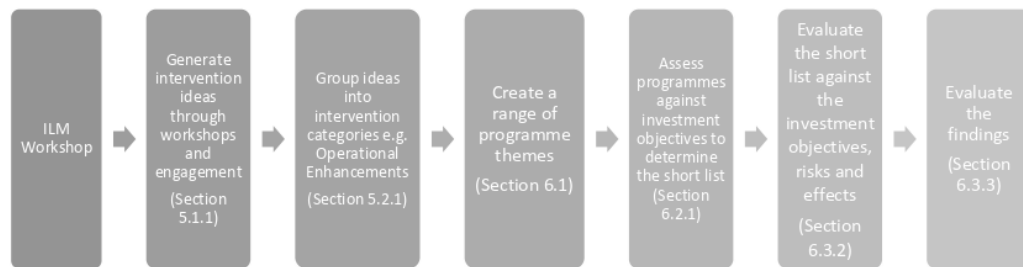 ILM
Workshop
Generate
intervention
ideas
through
workshops
and
engagement
(Section
5.1.1)
Group ideas
into
intervention
categories e.g.
Operational
Enhancements
(Section 5.2.1)
Create a
range of
programme
themes
(Section 6.1)
Assess
programmes
against
investment
objectives to
determine
the short list
(Section
6.2.1)
Evaluate
the short
list against
the
investment
objectives,
risks and
effects
(Section
6.3.2)
Evaluate
the
findings
(Section
6.3.3)